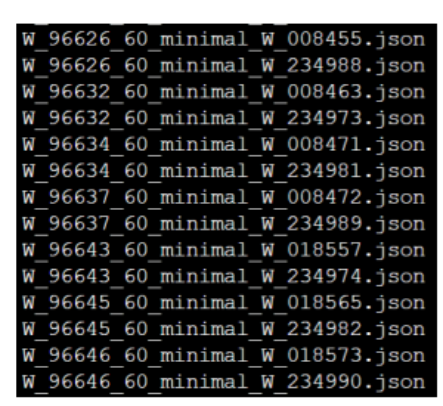 W_96626_60_minimal_W_008455.json
W_96626_60_minimal_W_234988.json
W_96632_60_minimal_W_008463.json
W_96632_60_minimal_W_234973.json
W_96634_60_minimal_W_008471.json
W_96634_60_minimal_W_234981.json
W_96637_60_minimal_W_008472.json
W_96637_60_minimal_W_234989.json
W_96643_60_minimal_W_018557.json
W_96643_60_minimal_W_234974.json
W_96645_60_minimal_W_018565.json
W_96645_60_minimal_W_234982.json
W_96646_60_minimal_W_018573.json
W_96646_60_minimal_W_234990.json